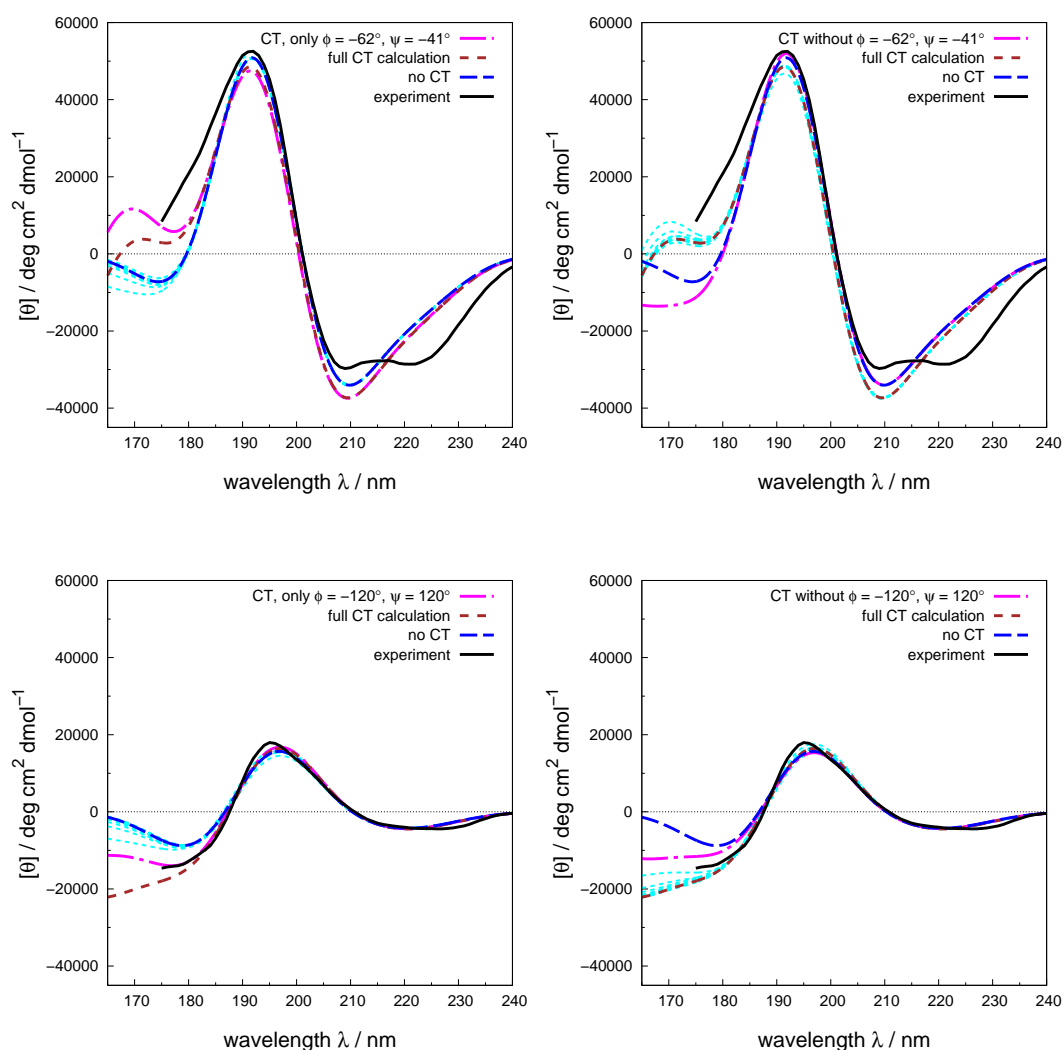 CT, only ϕ = −62°, ψ = −41°
full CT calculation
no CT
experiment
60000
40000
20000
0
−20000
−40000
170 180 190 200 210 220 230 240
[θ] / deg cm² dmol⁻¹
wavelength λ / nm
CT without ϕ = −62°, ψ = −41°
full CT calculation
no CT
experiment
60000
40000
20000
0
−20000
−40000
170 180 190 200 210 220 230 240
[θ] / deg cm² dmol⁻¹
wavelength λ / nm
CT, only ϕ = −120°, ψ = 120°
full CT calculation
no CT
experiment
60000
40000
20000
0
−20000
−40000
170 180 190 200 210 220 230 240
[θ] / deg cm² dmol⁻¹
wavelength λ / nm
CT without ϕ = −120°, ψ = 120°
full CT calculation
no CT
experiment
60000
40000
20000
0
−20000
−40000
170 180 190 200 210 220 230 240
[θ] / deg cm² dmol⁻¹
wavelength λ / nm